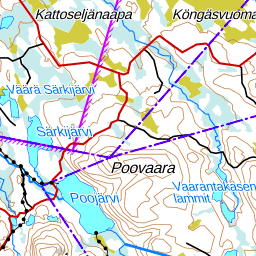 Kattoseljänaapa
Köngäsvuoma
Väärä Särkijärvi
Särkijärvi
Poovaara
Poojärvi
Vaarantakasen
lammit